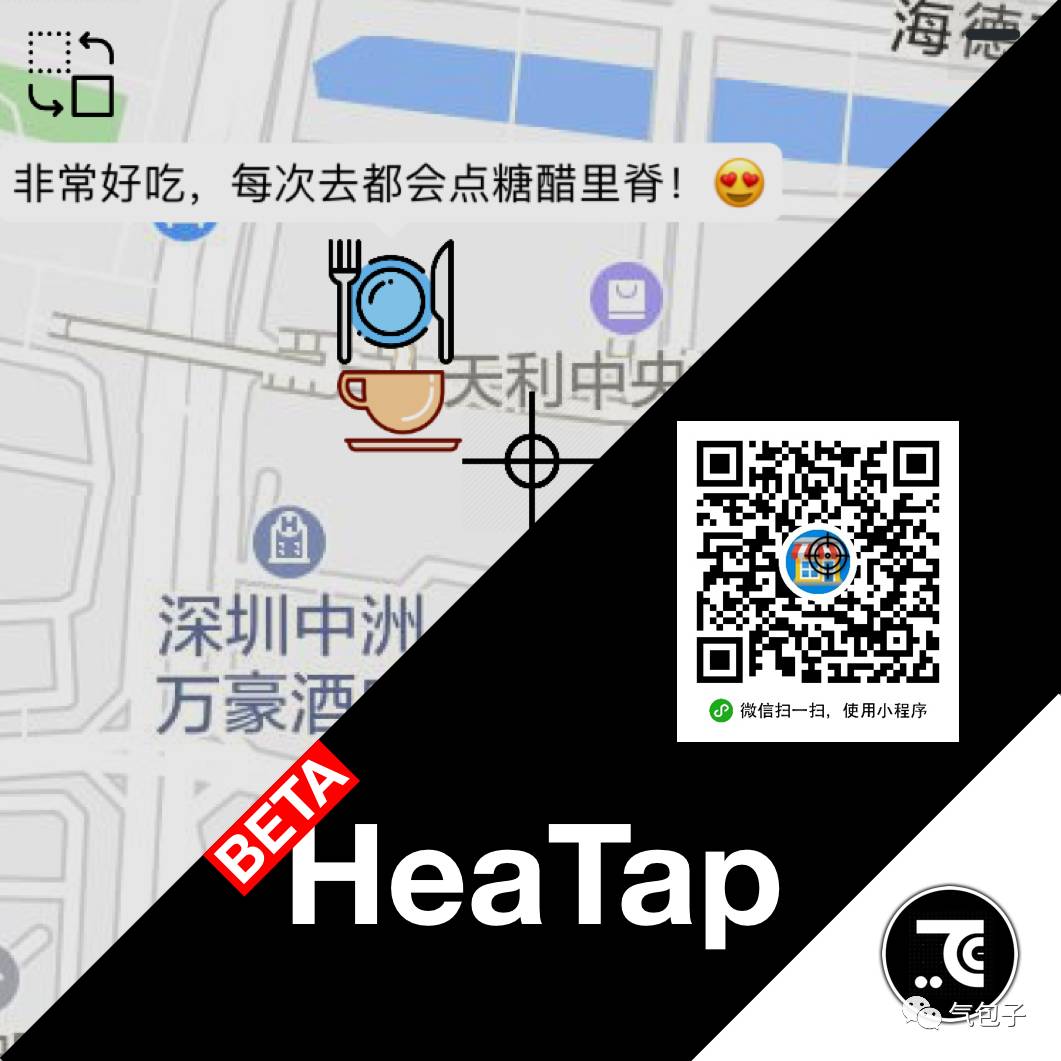 海德
非常好吃，每次去都会点糖醋里脊！😍
天利中央
H
深圳中洲
万豪酒
微信扫一扫，使用小程序
BETA
HeaTap
气包子